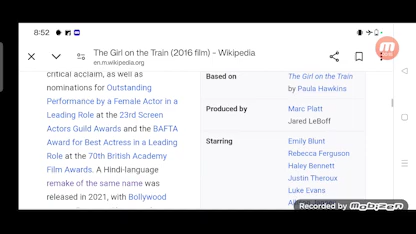 8:52
The Girl on the Train (2016 film) - Wikipedia
en.m.wikipedia.org
critical acclaim, as well as
nominations for Outstanding
Performance by a Female Actor in a
Leading Role at the 23rd Screen
Actors Guild Awards and the BAFTA
Award for Best Actress in a Leading
Role at the 70th British Academy
Film Awards. A Hindi-language
remake of the same name was
released in 2021, with Bollywood
Based on
The Girl on the Train
by Paula Hawkins
Produced by
Marc Platt
Jared LeBoff
Starring
Emily Blunt
Rebecca Ferguson
Haley Bennett
Justin Theroux
Luke Evans
Recorded by
Mobizen